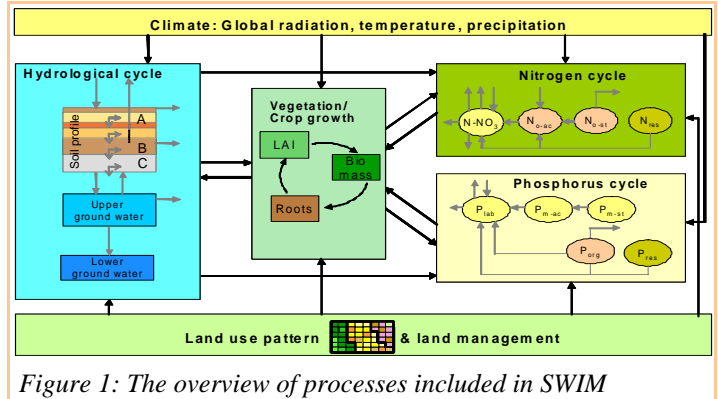 Climate: Global radiation, temperature, precipitation
Hydrological cycle
Soil profile
A
B
C
Upper
ground water
Lower
ground water
Vegetation/
Crop growth
LAI
Bio
mass
Roots
Nitrogen cycle
N-NO3
No-ac
No-st
Nres
Phosphorus cycle
Plab
Pm-ac
Pm-st
Porg
Pres
Land use pattern & land management
Figure 1: The overview of processes included in SWIM